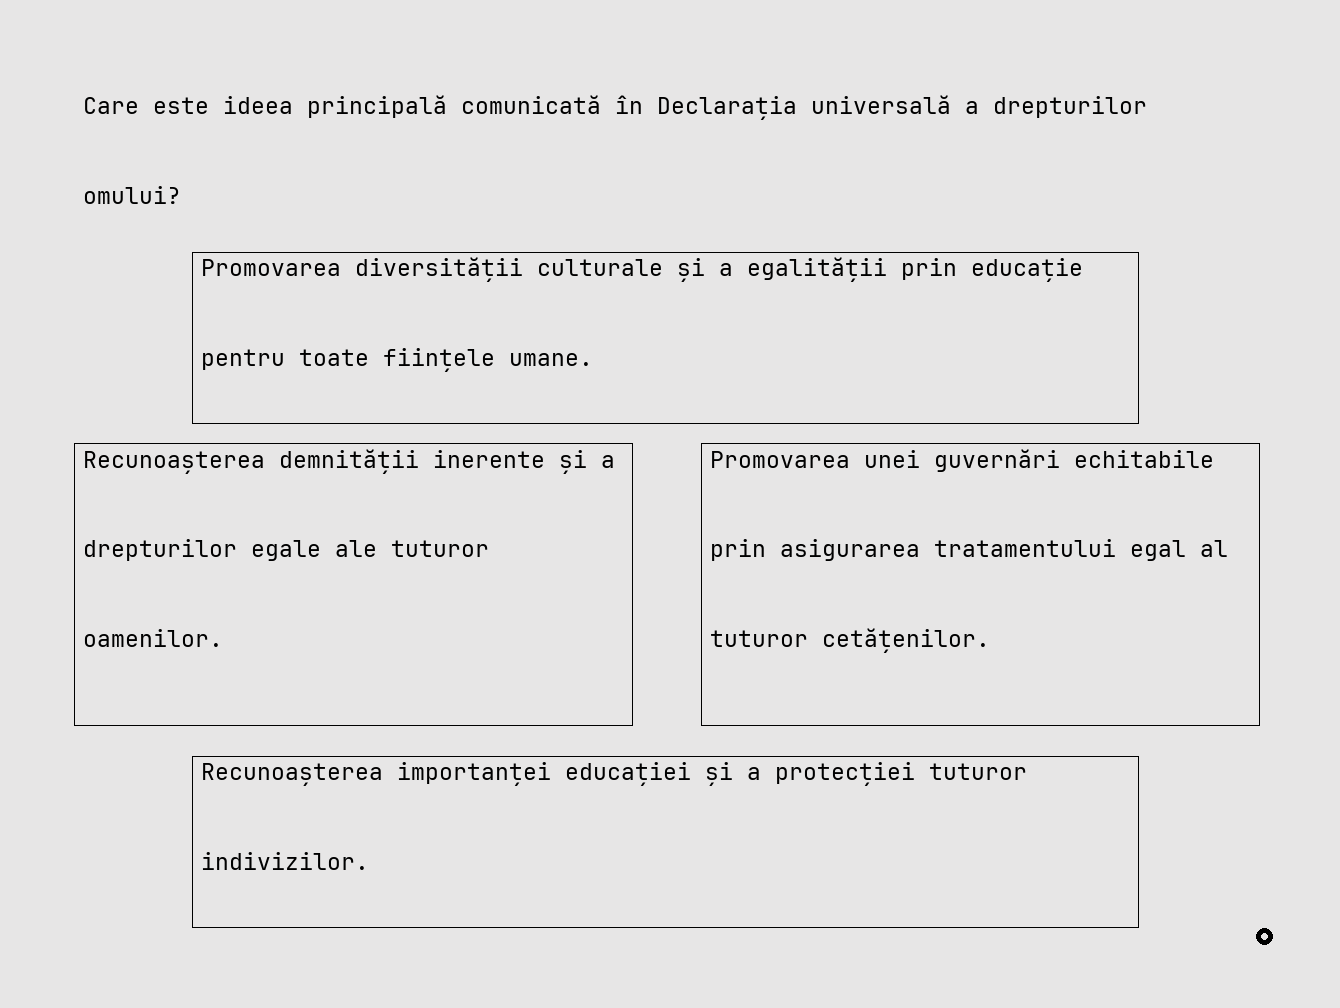 Care este ideea principală comunicată în Declarația universală a drepturilor
omului?
Promovarea diversității culturale și a egalității prin educație
pentru toate ființele umane.
Recunoașterea demnității inerente și a
drepturilor egale ale tuturor
oamenilor.
Promovarea unei guvernări echitabile
prin asigurarea tratamentului egal al
tuturor cetățenilor.
Recunoașterea importanței educației și a protecției tuturor
indivizilor.